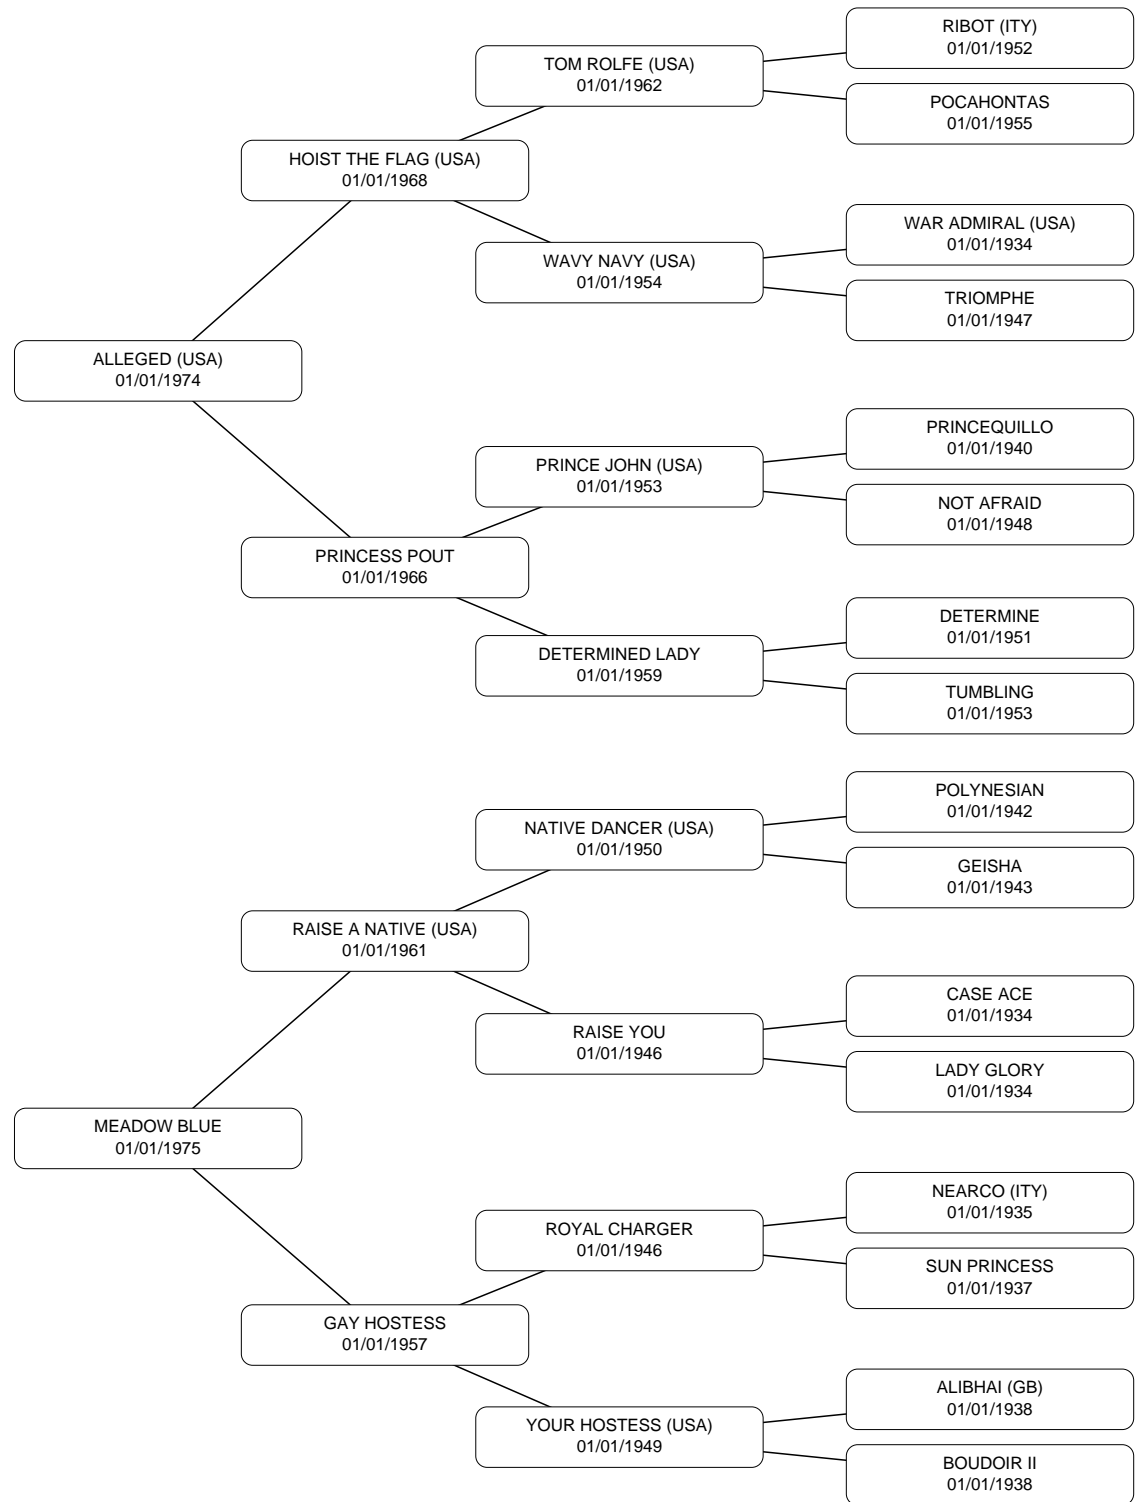 RIBOT (ITY)
01/01/1952
TOM ROLFE (USA)
01/01/1962
POCAHONTAS
01/01/1955
HOIST THE FLAG (USA)
01/01/1968
WAR ADMIRAL (USA)
01/01/1934
WAVY NAVY (USA)
01/01/1954
TRIOMPHE
01/01/1947
ALLEGED (USA)
01/01/1974
PRINCEQUILLO
01/01/1940
PRINCE JOHN (USA)
01/01/1953
NOT AFRAID
01/01/1948
PRINCESS POUT
01/01/1966
DETERMINE
01/01/1951
DETERMINED LADY
01/01/1959
TUMBLING
01/01/1953
POLYNESIAN
01/01/1942
NATIVE DANCER (USA)
01/01/1950
GEISHA
01/01/1943
RAISE A NATIVE (USA)
01/01/1961
CASE ACE
01/01/1934
RAISE YOU
01/01/1946
LADY GLORY
01/01/1934
MEADOW BLUE
01/01/1975
NEARCO (ITY)
01/01/1935
ROYAL CHARGER
01/01/1946
SUN PRINCESS
01/01/1937
GAY HOSTESS
01/01/1957
ALIBHAI (GB)
01/01/1938
YOUR HOSTESS (USA)
01/01/1949
BOUDOIR II
01/01/1938